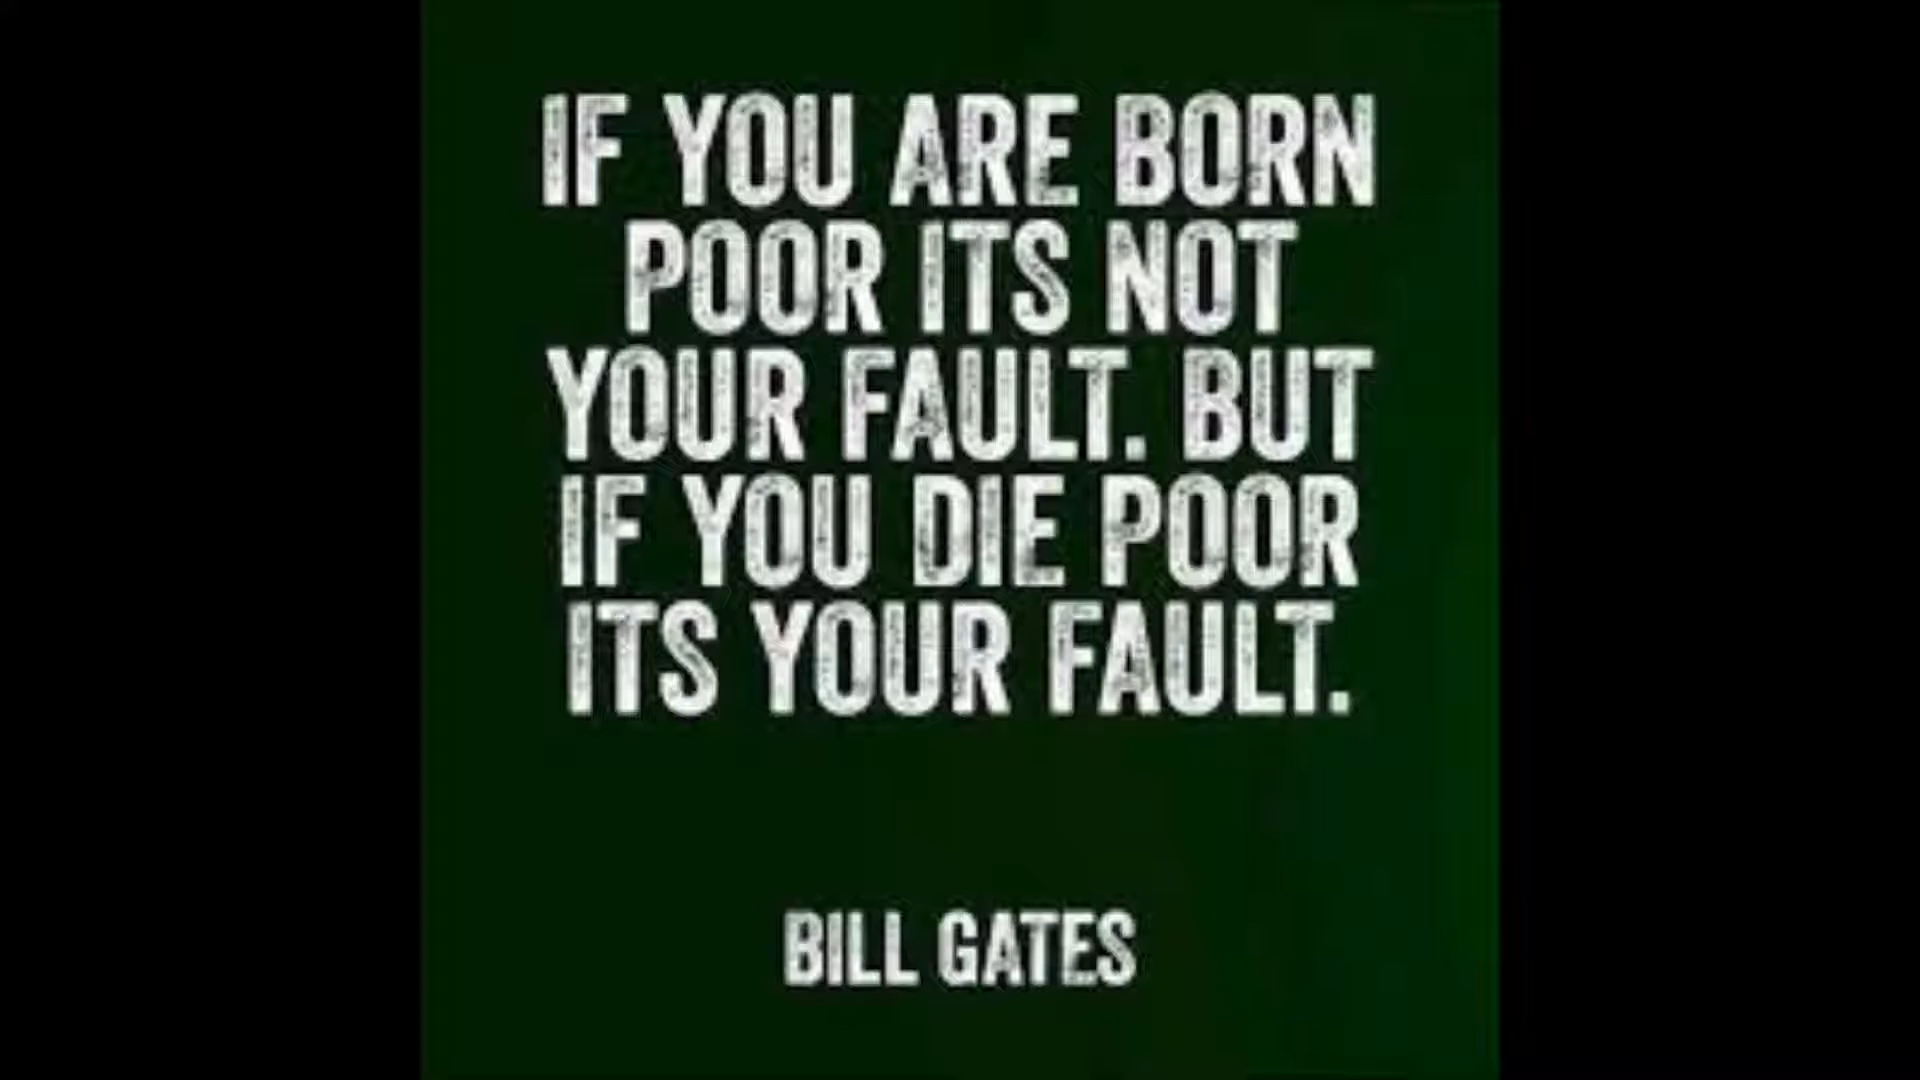 IF YOU ARE BORN
POOR ITS NOT
YOUR FAULT. BUT
IF YOU DIE POOR
ITS YOUR FAULT.
BILL GATES